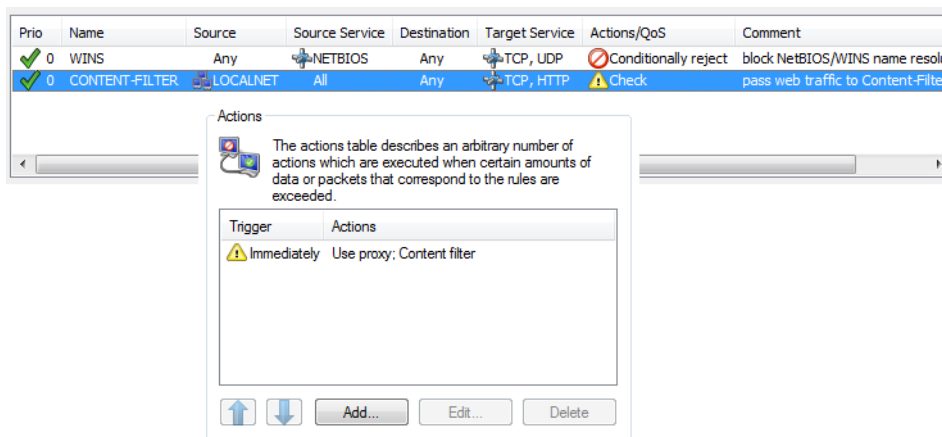 Prio Name Source Source Service Destination Target Service Actions/QoS Comment
0 WINS Any NETBIOS Any TCP, UDP Conditionally reject block NetBIOS/WINS name resolu
0 CONTENT-FILTER LOCALNET All Any TCP, HTTP Check pass web traffic to Content-Filte
Actions
The actions table describes an arbitrary number of
actions which are executed when certain amounts of
data or packets that correspond to the rules are
exceeded.
Trigger Actions
Immediately Use proxy; Content filter
Add... Edit... Delete